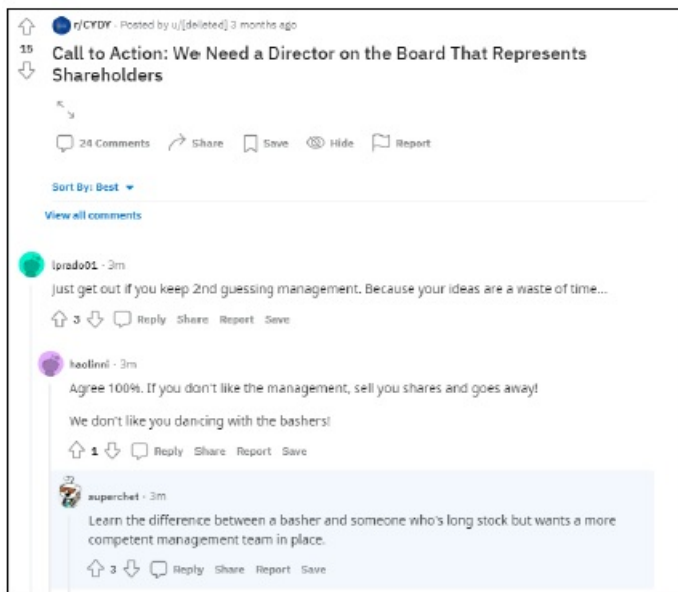 r/CYDY · Posted by u/[deleted] 3 months ago
15
Call to Action: We Need a Director on the Board That Represents
Shareholders
24 Comments Share Save Hide Report
Sort By: Best
View all comments
lprado01 · 3m
Just get out if you keep 2nd guessing management. Because your ideas are a waste of time...
3 Reply Share Report Save
haolinni · 3m
Agree 100%. If you don't like the management, sell you shares and goes away!
We don't like you dancing with the bashers!
1 Reply Share Report Save
superchet · 3m
Learn the difference between a basher and someone who's long stock but wants a more
competent management team in place.
3 Reply Share Report Save